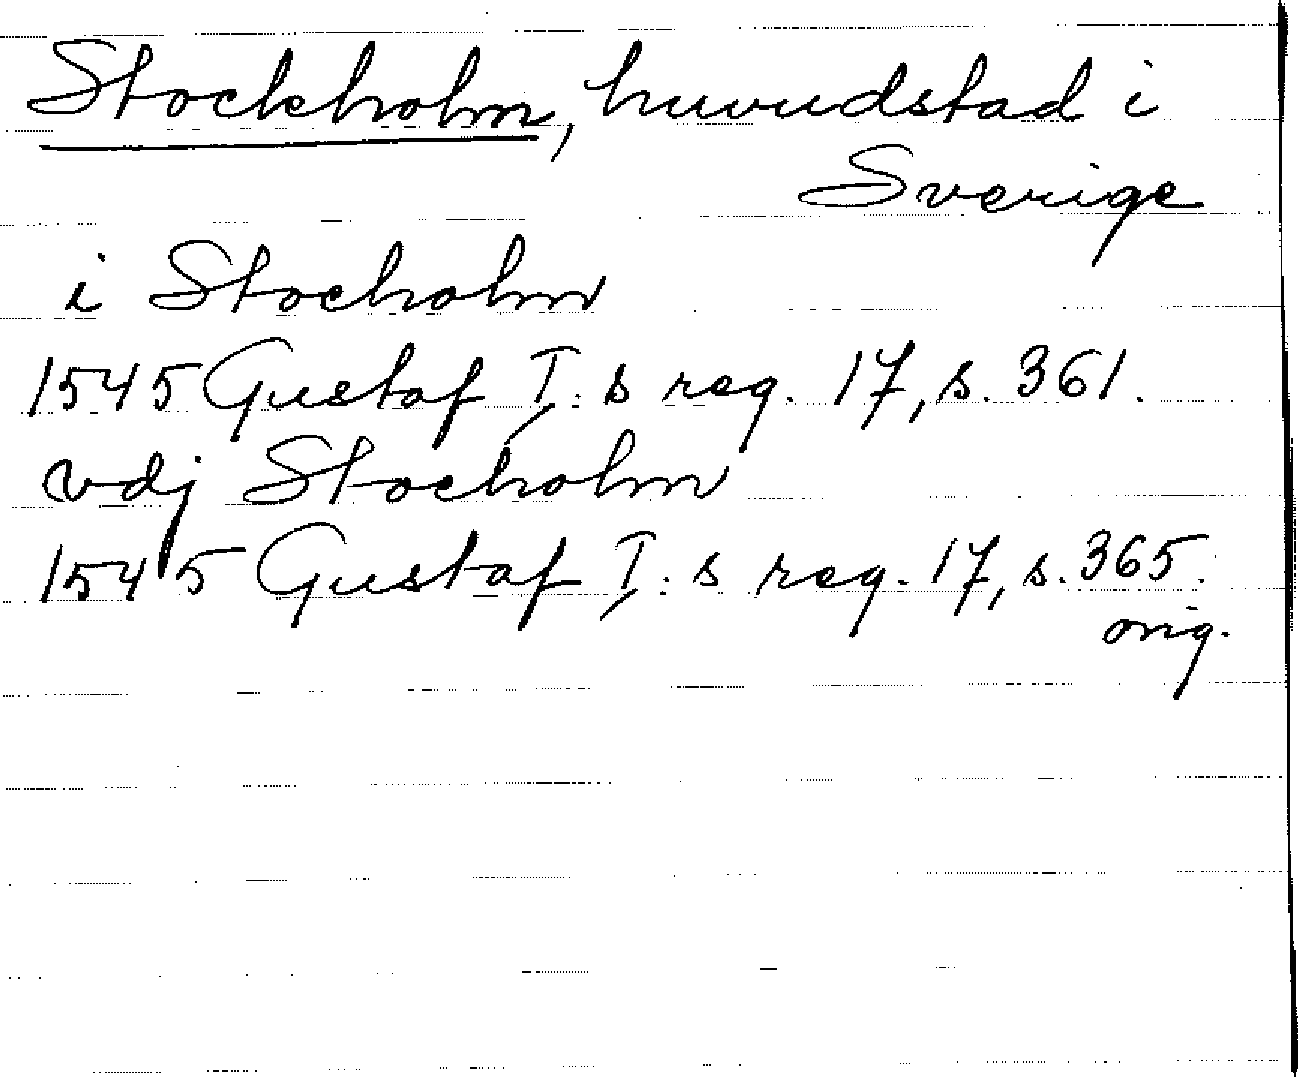 Stockholm, huvudstad i
Sverige
i Stocholm
1545 Gustaf I:s reg. 17, s. 361.
vdj Stocholm
1545 Gustaf I:s reg. 17, s. 365.
orig.